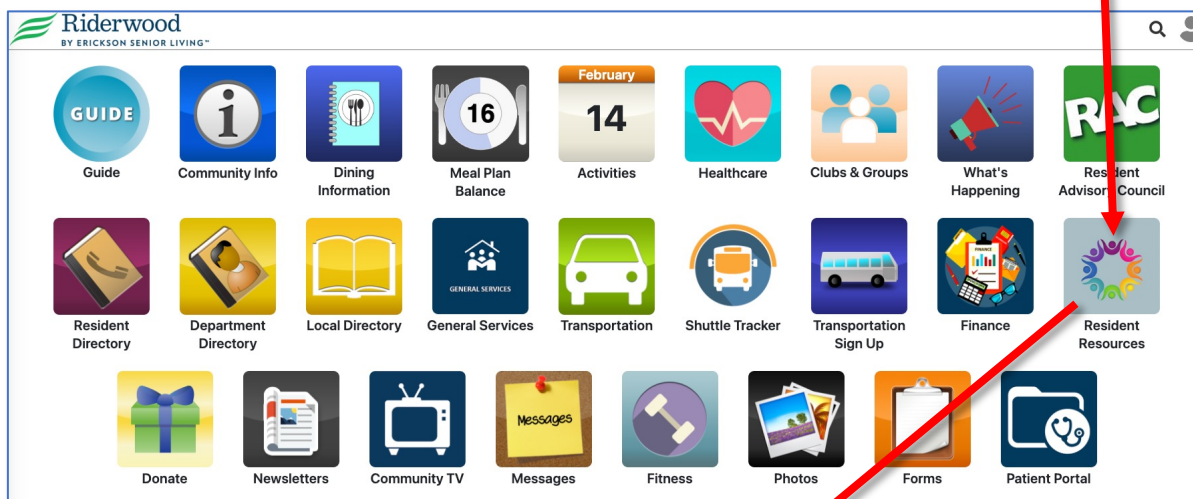 Riderwood
BY ERICKSON SENIOR LIVING™
GUIDE
16
February
14
RAC
Guide
Community Info
Dining
Information
Meal Plan
Balance
Activities
Healthcare
Clubs & Groups
What's
Happening
Resident
Advisory Council
GENERAL SERVICES
FINANCE
Resident
Directory
Department
Directory
Local Directory
General Services
Transportation
Shuttle Tracker
Transportation
Sign Up
Finance
Resident
Resources
Messages
Donate
Newsletters
Community TV
Messages
Fitness
Photos
Forms
Patient Portal